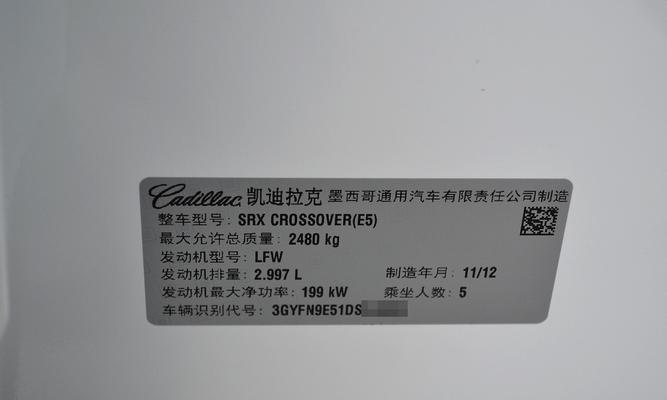 Cadillac 凯迪拉克 墨西哥通用汽车有限责任公司制造
整车型号: SRX CROSSOVER(E5)
最大允许总质量: 2480 kg
发动机型号: LFW
发动机排量: 2.997 L 制造年月: 11/12
发动机最大净功率: 199 kW 乘坐人数: 5
车辆识别代号: 3GYFN9E51DS